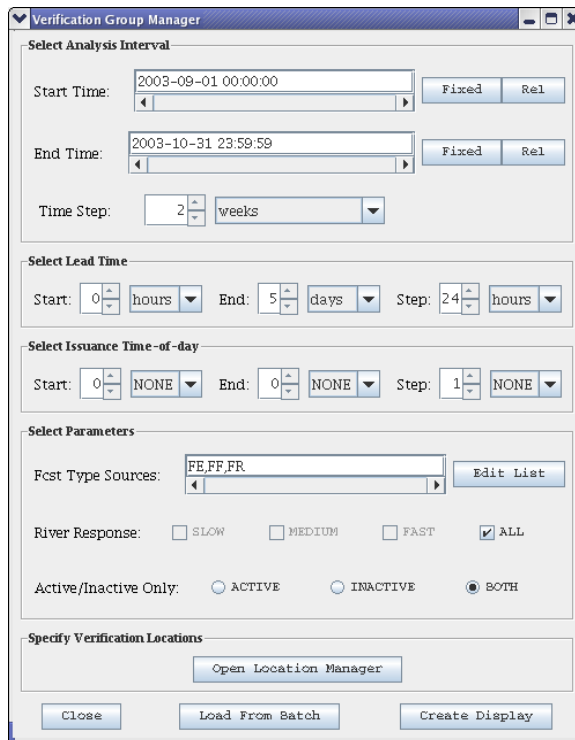 Verification Group Manager
Select Analysis Interval
Start Time: 2003-09-01 00:00:00 Fixed Rel
End Time: 2003-10-31 23:59:59 Fixed Rel
Time Step: 2 weeks
Select Lead Time
Start: 0 hours End: 5 days Step: 24 hours
Select Issuance Time-of-day
Start: 0 NONE End: 0 NONE Step: 1 NONE
Select Parameters
Fcst Type Sources: FE,FF,FR Edit List
River Response: SLOW MEDIUM FAST ALL
Active/Inactive Only: ACTIVE INACTIVE BOTH
Specify Verification Locations
Open Location Manager
Close Load From Batch Create Display